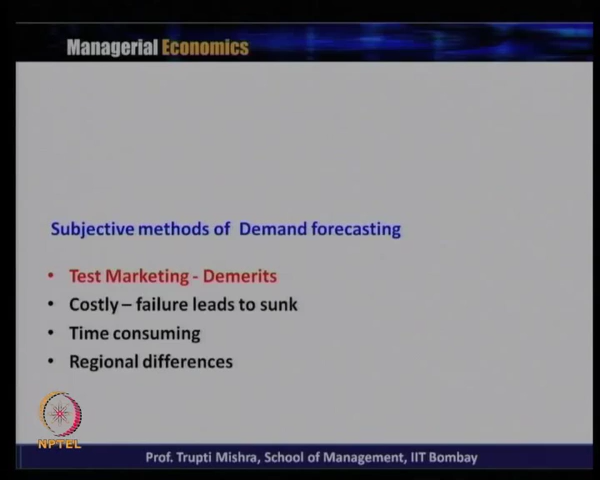 Managerial Economics
Subjective methods of Demand forecasting
• Test Marketing - Demerits
• Costly – failure leads to sunk
• Time consuming
• Regional differences
NPTEL
Prof. Trupti Mishra, School of Management, IIT Bombay